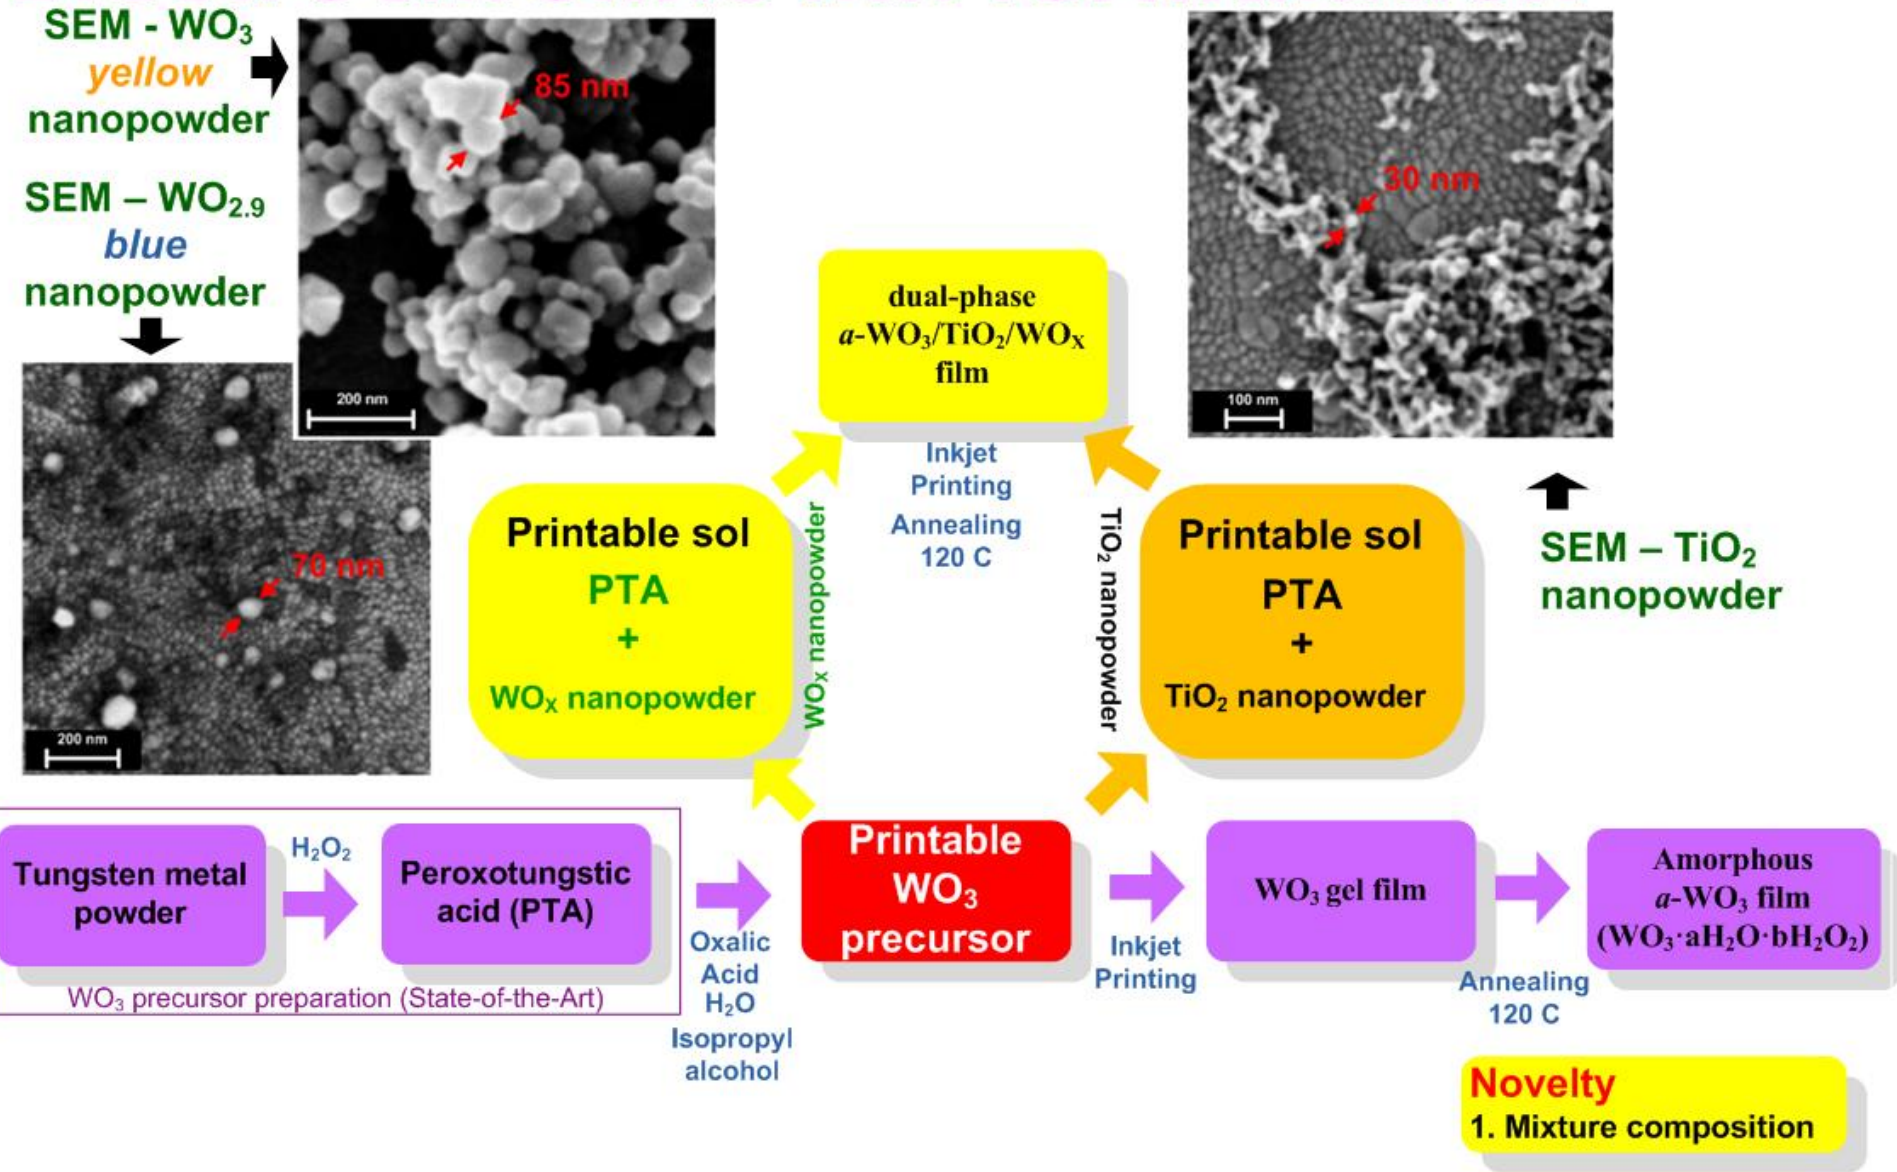 SEM - WO₃
yellow
nanopowder
85 nm
200 nm
SEM – WO₂.₉
blue
nanopowder
70 nm
200 nm
30 nm
100 nm
SEM – TiO₂
nanopowder
dual-phase
a-WO₃/TiO₂/WOₓ
film
Inkjet
Printing
Annealing
120 C
Printable sol
PTA
+
WOₓ nanopowder
WOₓ nanopowder
TiO₂ nanopowder
Printable sol
PTA
+
TiO₂ nanopowder
Tungsten metal
powder
H₂O₂
Peroxotungstic
acid (PTA)
WO₃ precursor preparation (State-of-the-Art)
Oxalic
Acid
H₂O
Isopropyl
alcohol
Printable
WO₃
precursor
Inkjet
Printing
WO₃ gel film
Annealing
120 C
Amorphous
a-WO₃ film
(WO₃·aH₂O·bH₂O₂)
Novelty
1. Mixture composition